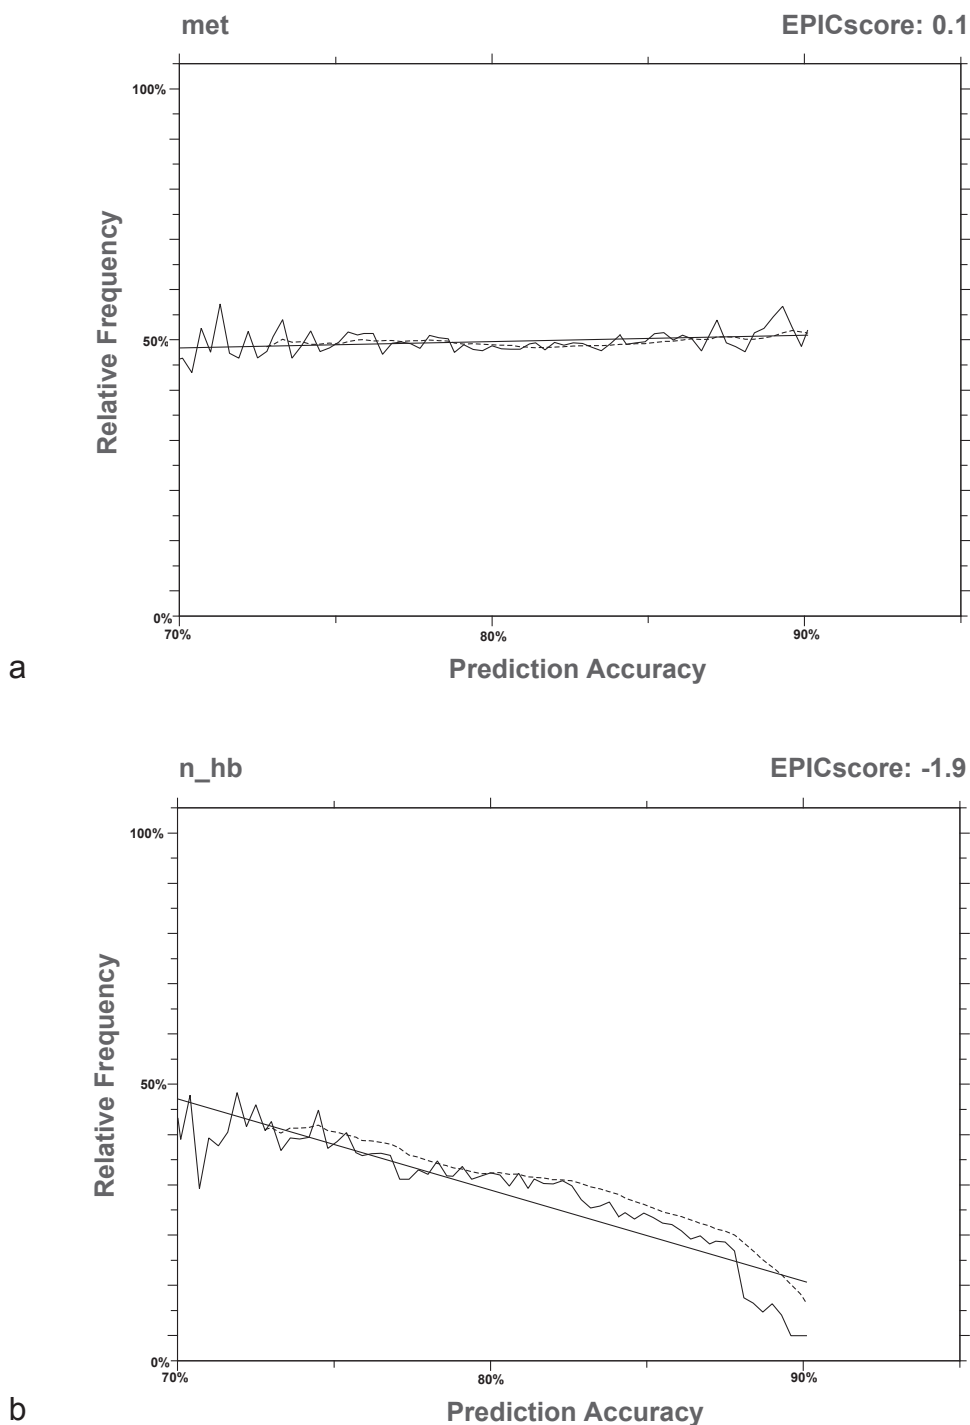 met EPICscore: 0.1
100%
Relative Frequency
50%
0%
70% 80% 90%
a
Prediction Accuracy
n_hb EPICscore: -1.9
100%
Relative Frequency
50%
0%
70% 80% 90%
b
Prediction Accuracy